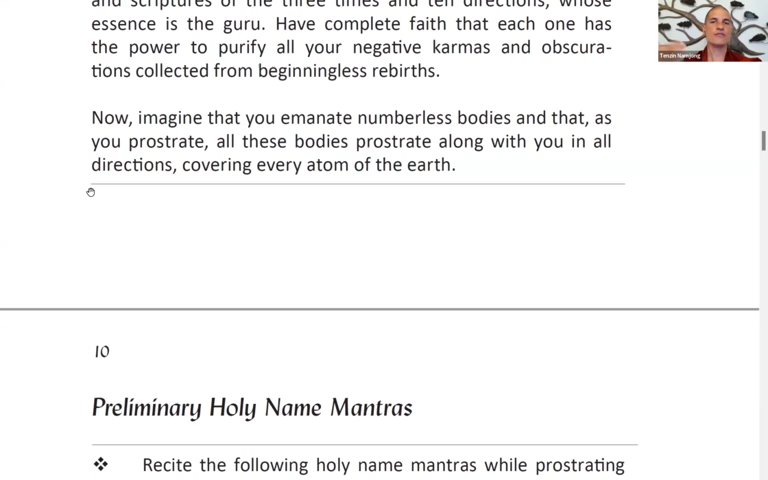 and scriptures of the three times and ten directions, whose
essence is the guru. Have complete faith that each one has
the power to purify all your negative karmas and obscura-
tions collected from beginningless rebirths.
Now, imagine that you emanate numberless bodies and that, as
you prostrate, all these bodies prostrate along with you in all
directions, covering every atom of the earth.
10
Preliminary Holy Name Mantras
❖ Recite the following holy name mantras while prostrating
Tenzin Namjong